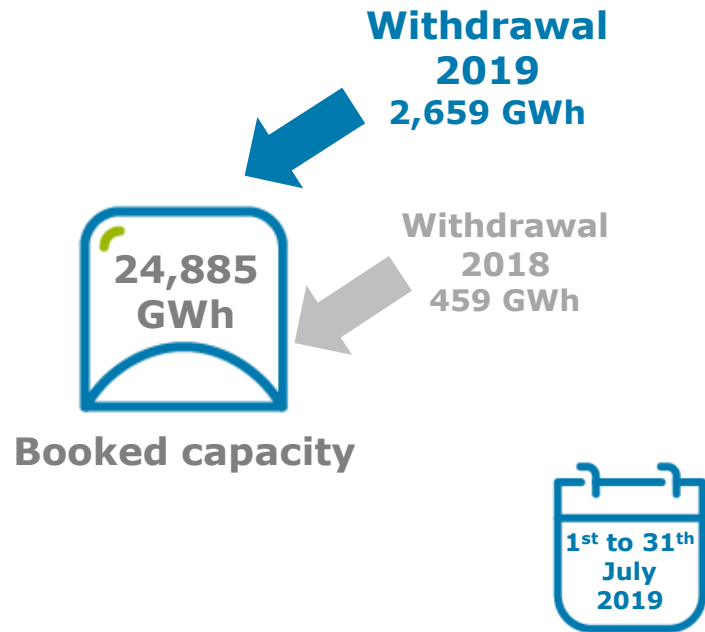 Withdrawal
2019
2,659 GWh
Withdrawal
2018
459 GWh
24,885
GWh
Booked capacity
1st to 31th
July
2019